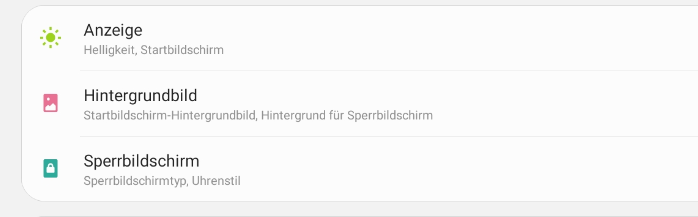 Anzeige
Helligkeit, Startbildschirm
Hintergrundbild
Startbildschirm-Hintergrundbild, Hintergrund für Sperrbildschirm
Sperrbildschirm
Sperrbildschirmtyp, Uhrenstil